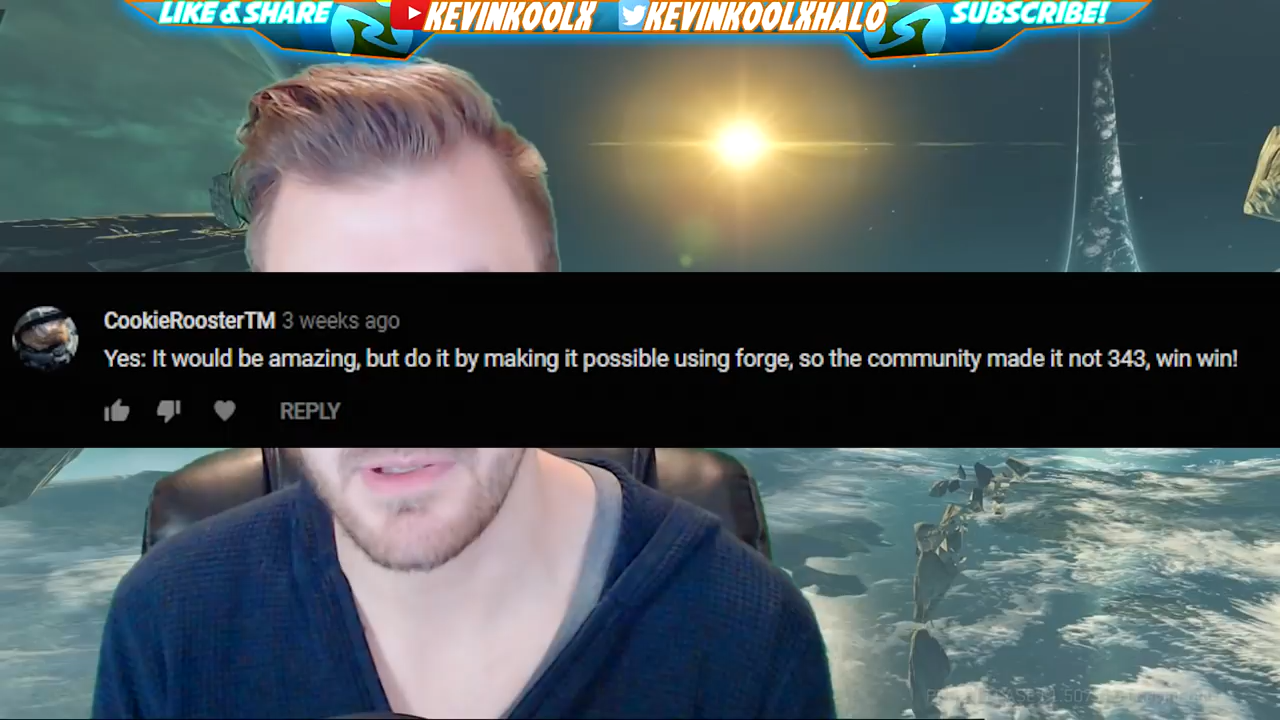 LIKE & SHARE KEVINKOOLX KEVINKOOLXHALO SUBSCRIBE!
CookieRoosterTM 3 weeks ago
Yes: It would be amazing, but do it by making it possible using forge, so the community made it not 343, win win!
REPLY